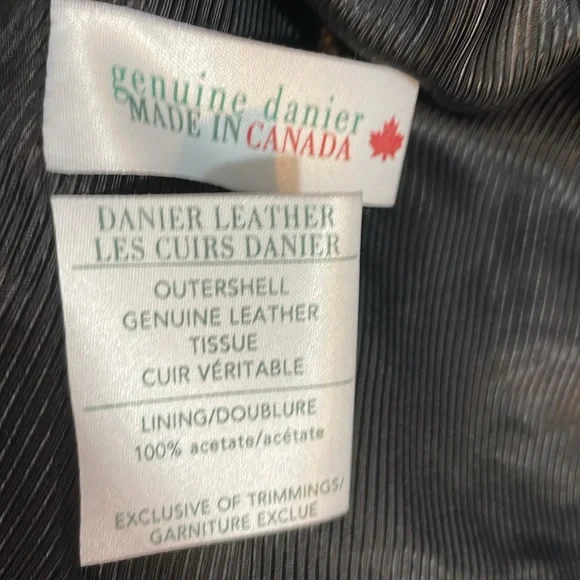 genuine danier
MADE IN CANADA
DANIER LEATHER
LES CUIRS DANIER
OUTERSHELL
GENUINE LEATHER
TISSUE
CUIR VÉRITABLE
LINING/DOUBLURE
100% acetate/acétate
EXCLUSIVE OF TRIMMINGS/
GARNITURE EXCLUE